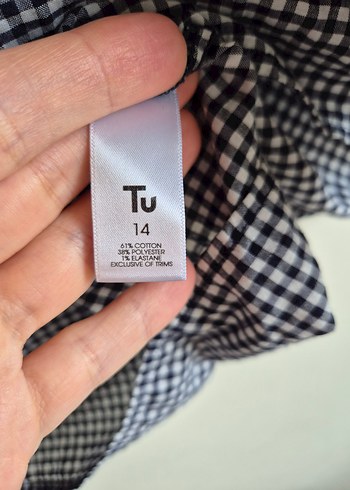 Tu
14
61% COTTON
38% POLYESTER
1% ELASTANE
EXCLUSIVE OF TRIMS